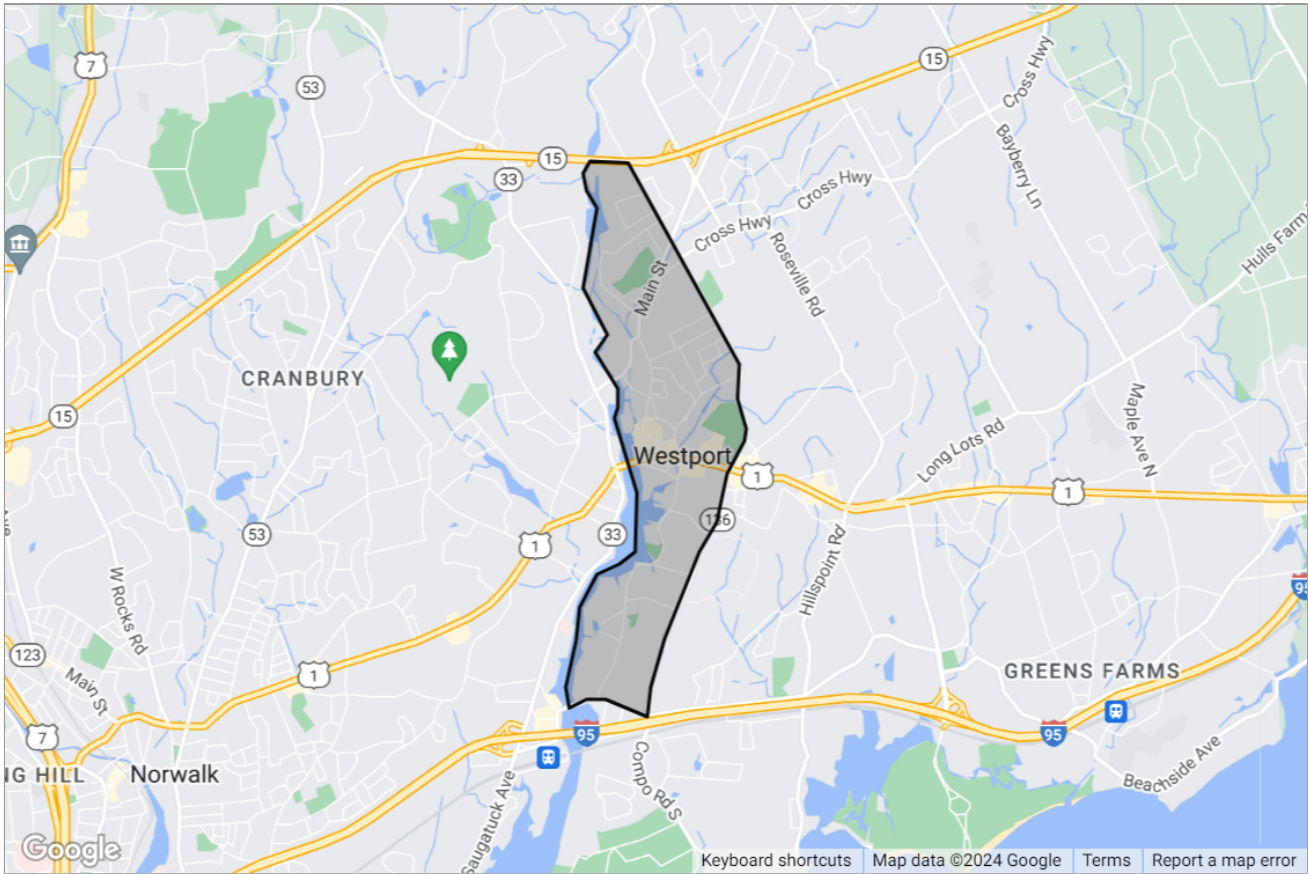 7
53
15
Cross Hwy
Bayberry Ln
33
15
Cross Hwy
Cross Hwy
Roseville Rd
Hulls Farm
Main St
CRANBURY
15
Maple Ave N
Long Lots Rd
Westport
1
1
136
33
53
1
Hillspoint Rd
W Rocks Rd
95
123
Main St
1
GREENS FARMS
7
95
95
NG HILL
Norwalk
Compo Rd S
Saugatuck Ave
Beachside Ave
Google
Keyboard shortcuts
Map data ©2024 Google
Terms
Report a map error